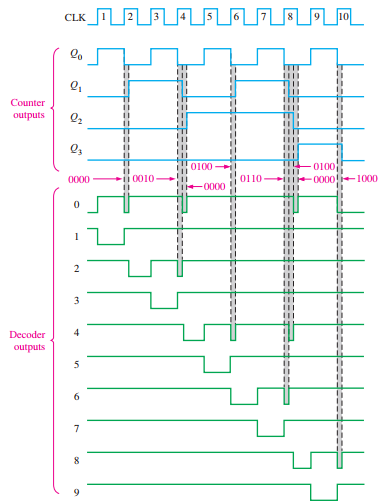 CLK 1 2 3 4 5 6 7 8 9 10
Q0
Q1
Counter outputs
Q2
Q3
0100 0100
0000 0010 0000 0110 0000 1000
0
1
2
3
Decoder outputs
4
5
6
7
8
9